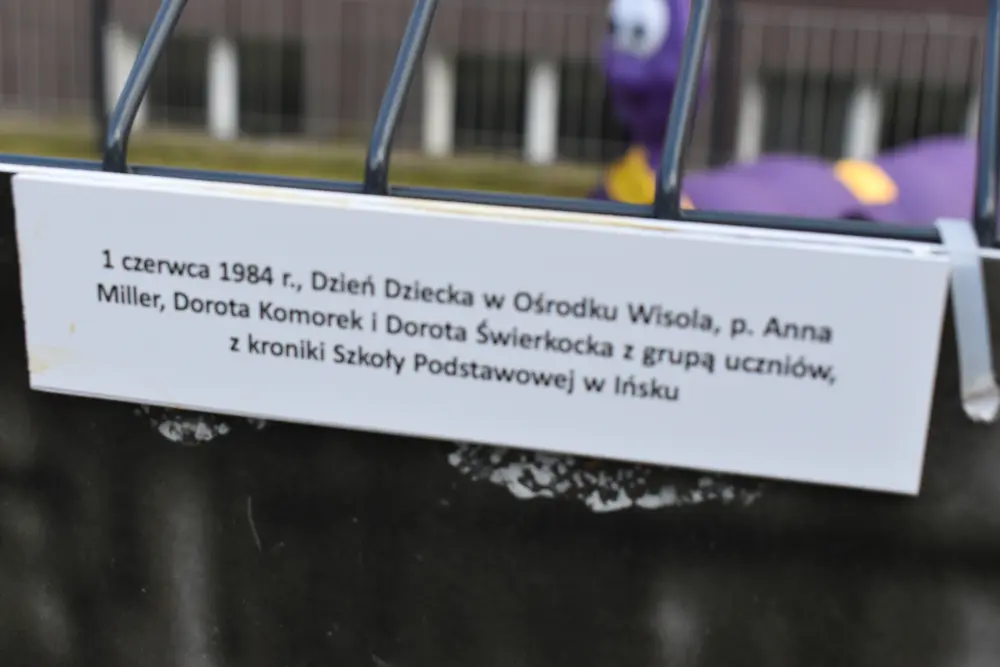 1 czerwca 1984 r., Dzień Dziecka w Ośrodku Wisola, p. Anna
Miller, Dorota Komorek i Dorota Świerkocka z grupą uczniów,
z kroniki Szkoły Podstawowej w Ińsku